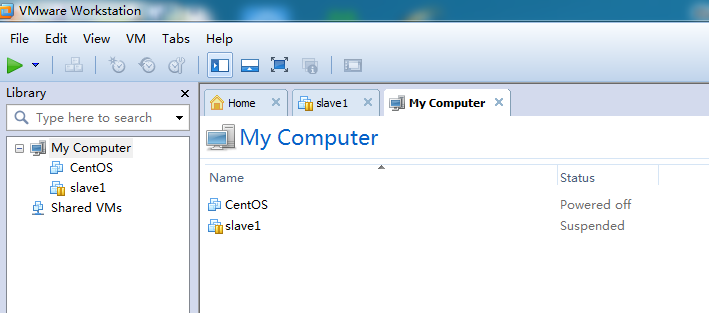 VMware Workstation
File Edit View VM Tabs Help
Library
Type here to search
My Computer
CentOS
slave1
Shared VMs
Home slave1 My Computer
My Computer
Name Status
CentOS Powered off
slave1 Suspended